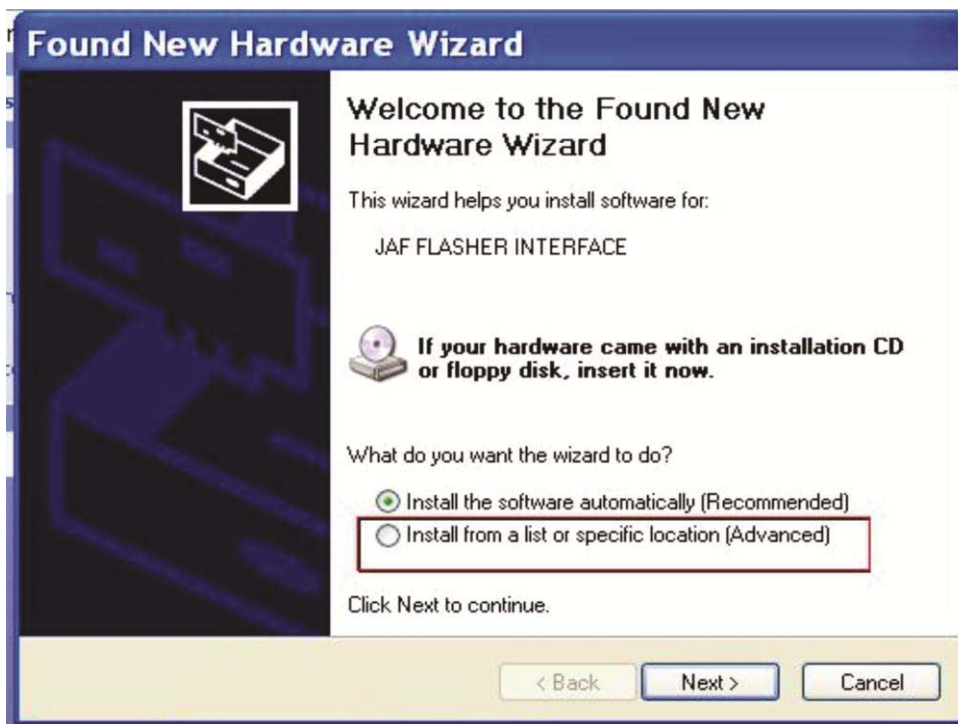 Found New Hardware Wizard
Welcome to the Found New
Hardware Wizard
This wizard helps you install software for:
JAF FLASHER INTERFACE
If your hardware came with an installation CD
or floppy disk, insert it now.
What do you want the wizard to do?
Install the software automatically (Recommended)
Install from a list or specific location (Advanced)
Click Next to continue.
< Back Next > Cancel